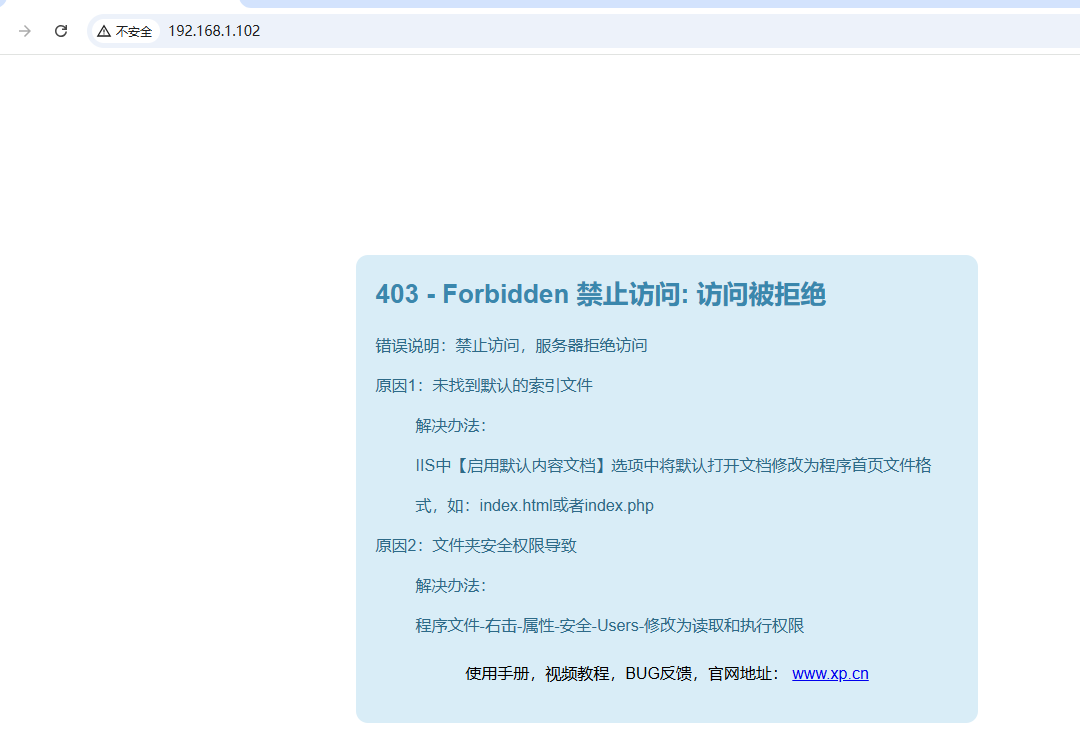 不安全 192.168.1.102
403 - Forbidden 禁止访问: 访问被拒绝
错误说明：禁止访问，服务器拒绝访问
原因1：未找到默认的索引文件
解决办法：
IIS中【启用默认内容文档】选项中将默认打开文档修改为程序首页文件格
式，如：index.html或者index.php
原因2：文件夹安全权限导致
解决办法：
程序文件-右击-属性-安全-Users-修改为读取和执行权限
使用手册，视频教程，BUG反馈，官网地址： www.xp.cn